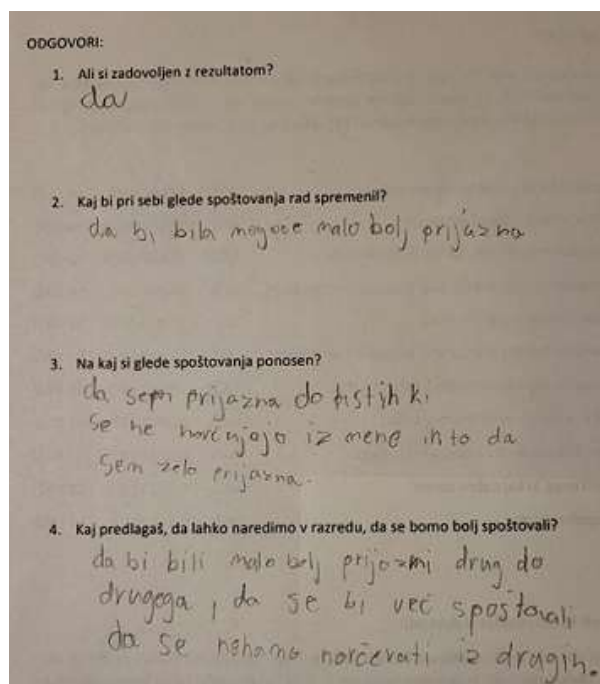 ODGOVORI:
1. Ali si zadovoljen z rezultatom?
da
2. Kaj bi pri sebi glede spoštovanja rad spremenil?
da bi bila mogoče malo bolj prijazna
3. Na kaj si glede spoštovanja ponosen?
da sem prijazna do tistih ki
se ne norčujojo iz mene in to da
sem zelo prijazna.
4. Kaj predlagaš, da lahko naredimo v razredu, da se bomo bolj spoštovali?
da bi bili malo bolj prijazmi drug do
drugega, da se bi več spoštovali
da se nehamo norčevati iz drugih.